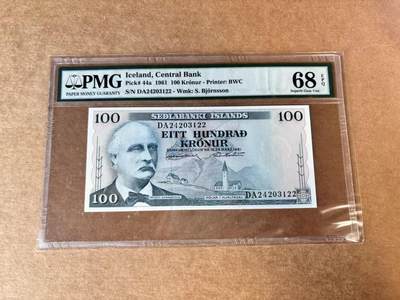 PMG
PAPER MONEY GUARANTY
Iceland, Central Bank
Pick# 44a 1961 100 Krónur - Printer: BWC
S/N DA24203122 - Wmk: S. Björnsson
68 EPQ
Superb Gem Unc
SEÐLABANKI ÍSLANDS
100
100
DA24203122
EITT HUNDRAÐ
KRÓNUR
DA24203122
100